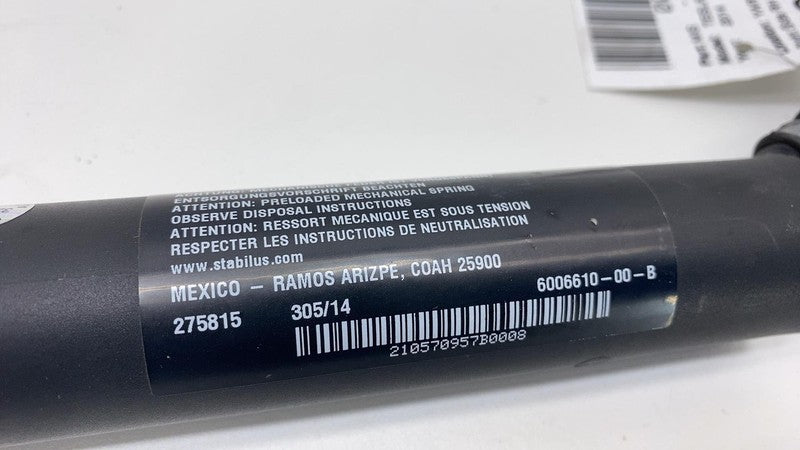 ENTSORGUNGSVORSCHRIFT BEACHTEN
ATTENTION: PRELOADED MECHANICAL SPRING
OBSERVE DISPOSAL INSTRUCTIONS
ATTENTION: RESSORT MECANIQUE EST SOUS TENSION
RESPECTER LES INSTRUCTIONS DE NEUTRALISATION
www.stabilus.com
MEXICO – RAMOS ARIZPE, COAH 25900
6006610-00-B
275815 305/14
210570957B0008